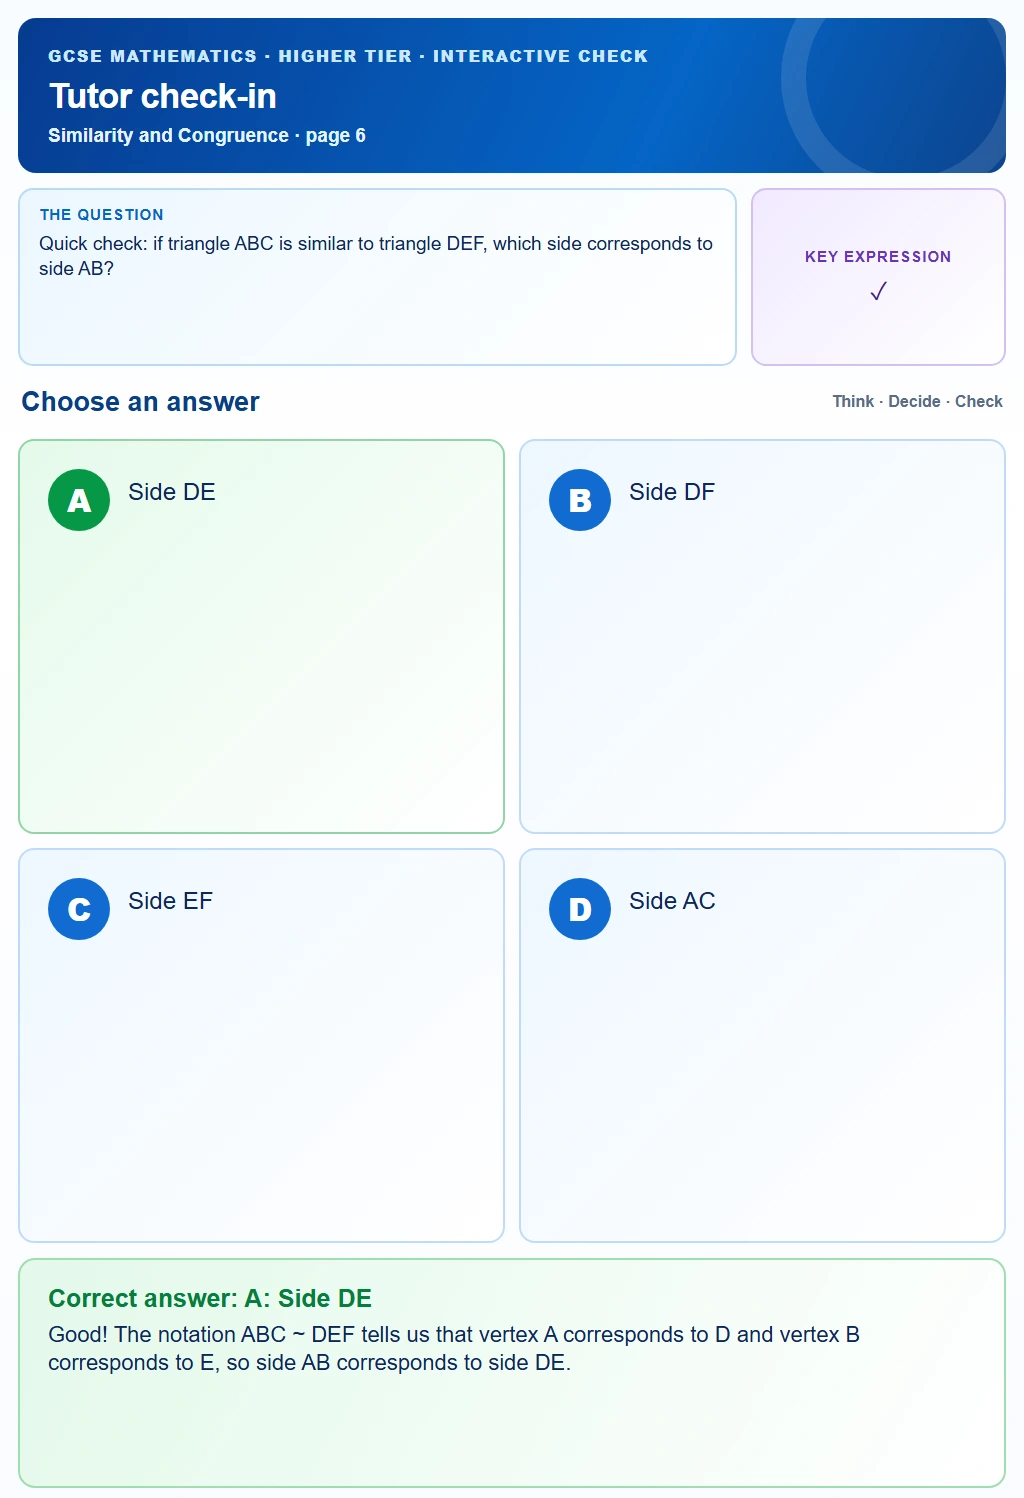 GCSE MATHEMATICS · HIGHER TIER · INTERACTIVE CHECK
Tutor check-in
Similarity and Congruence · page 6
THE QUESTION
Quick check: if triangle ABC is similar to triangle DEF, which side corresponds to
side AB?
KEY EXPRESSION
✓
Choose an answer
Think · Decide · Check
A
Side DE
B
Side DF
C
Side EF
D
Side AC
Correct answer: A: Side DE
Good! The notation ABC ~ DEF tells us that vertex A corresponds to D and vertex B
corresponds to E, so side AB corresponds to side DE.